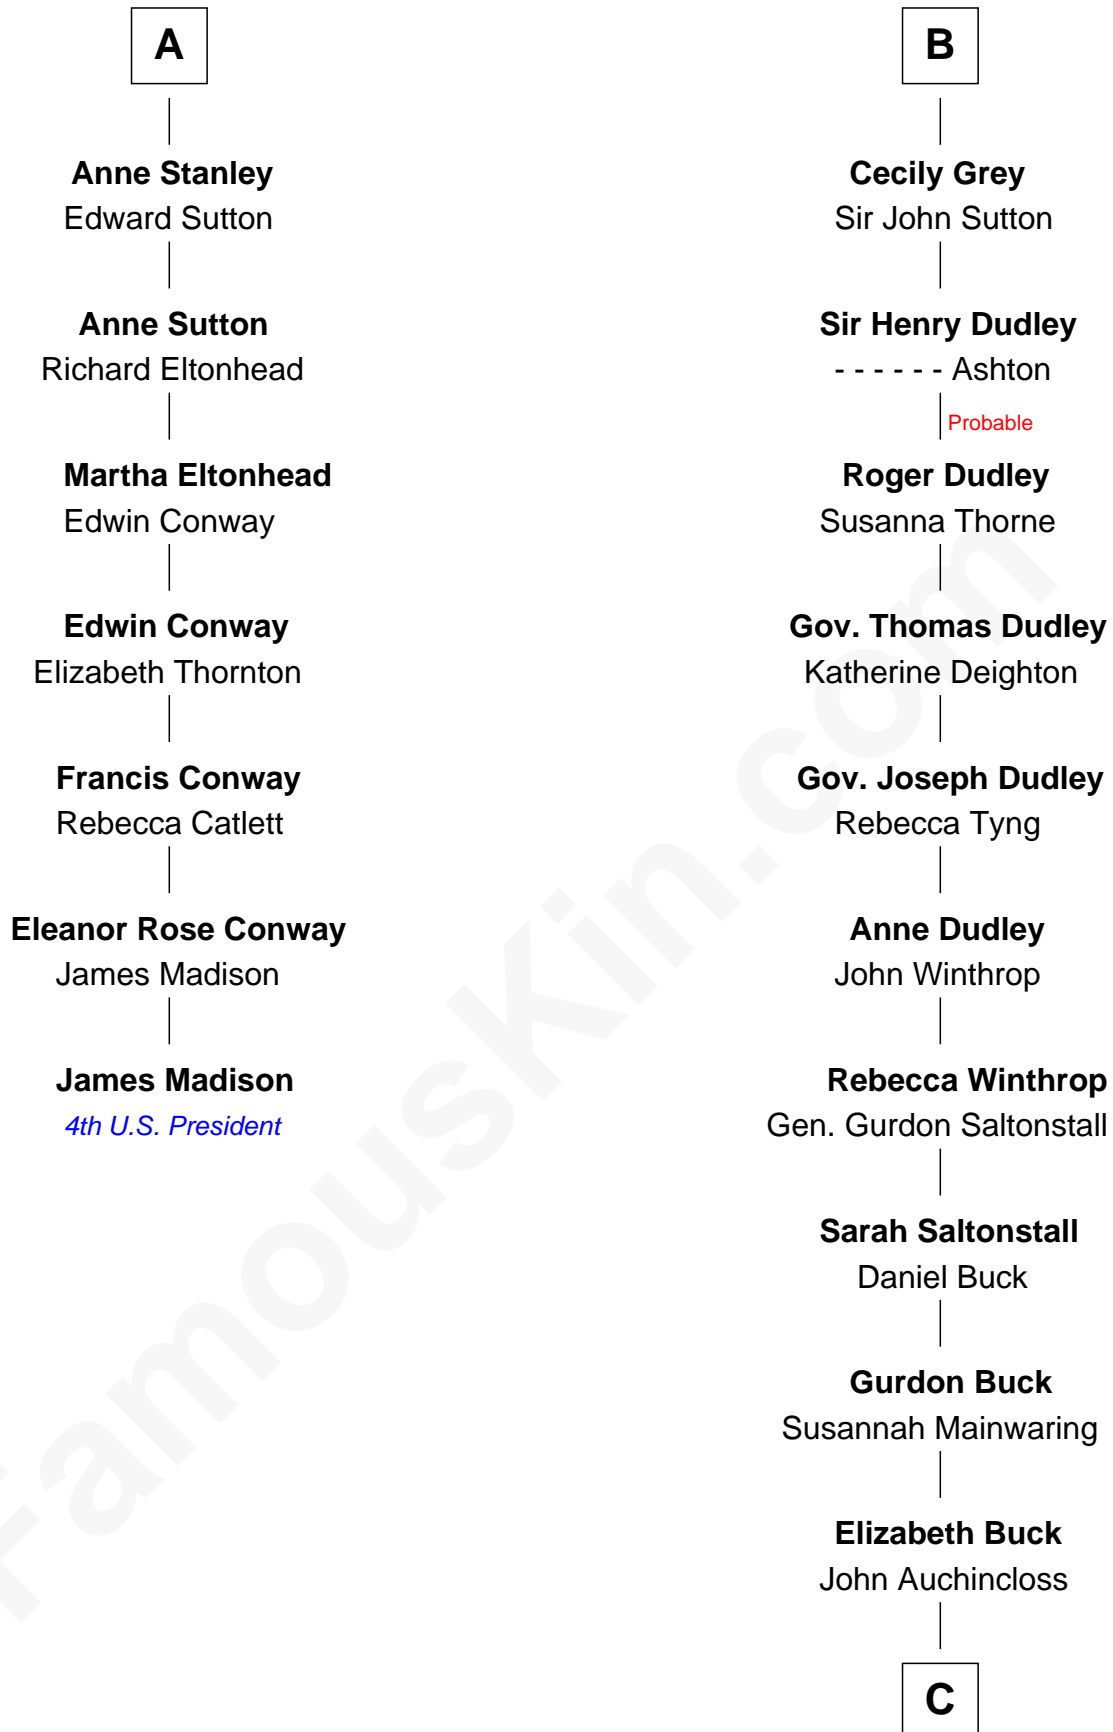 A
Anne Stanley
Edward Sutton
Anne Sutton
Richard Eltonhead
Martha Eltonhead
Edwin Conway
Edwin Conway
Elizabeth Thornton
Francis Conway
Rebecca Catlett
Eleanor Rose Conway
James Madison
James Madison
4th U.S. President
B
Cecily Grey
Sir John Sutton
Sir Henry Dudley
- - - - - - Ashton
Probable
Roger Dudley
Susanna Thorne
Gov. Thomas Dudley
Katherine Deighton
Gov. Joseph Dudley
Rebecca Tyng
Anne Dudley
John Winthrop
Rebecca Winthrop
Gen. Gurdon Saltonstall
Sarah Saltonstall
Daniel Buck
Gurdon Buck
Susannah Mainwaring
Elizabeth Buck
John Auchincloss
C
FamousKin.com